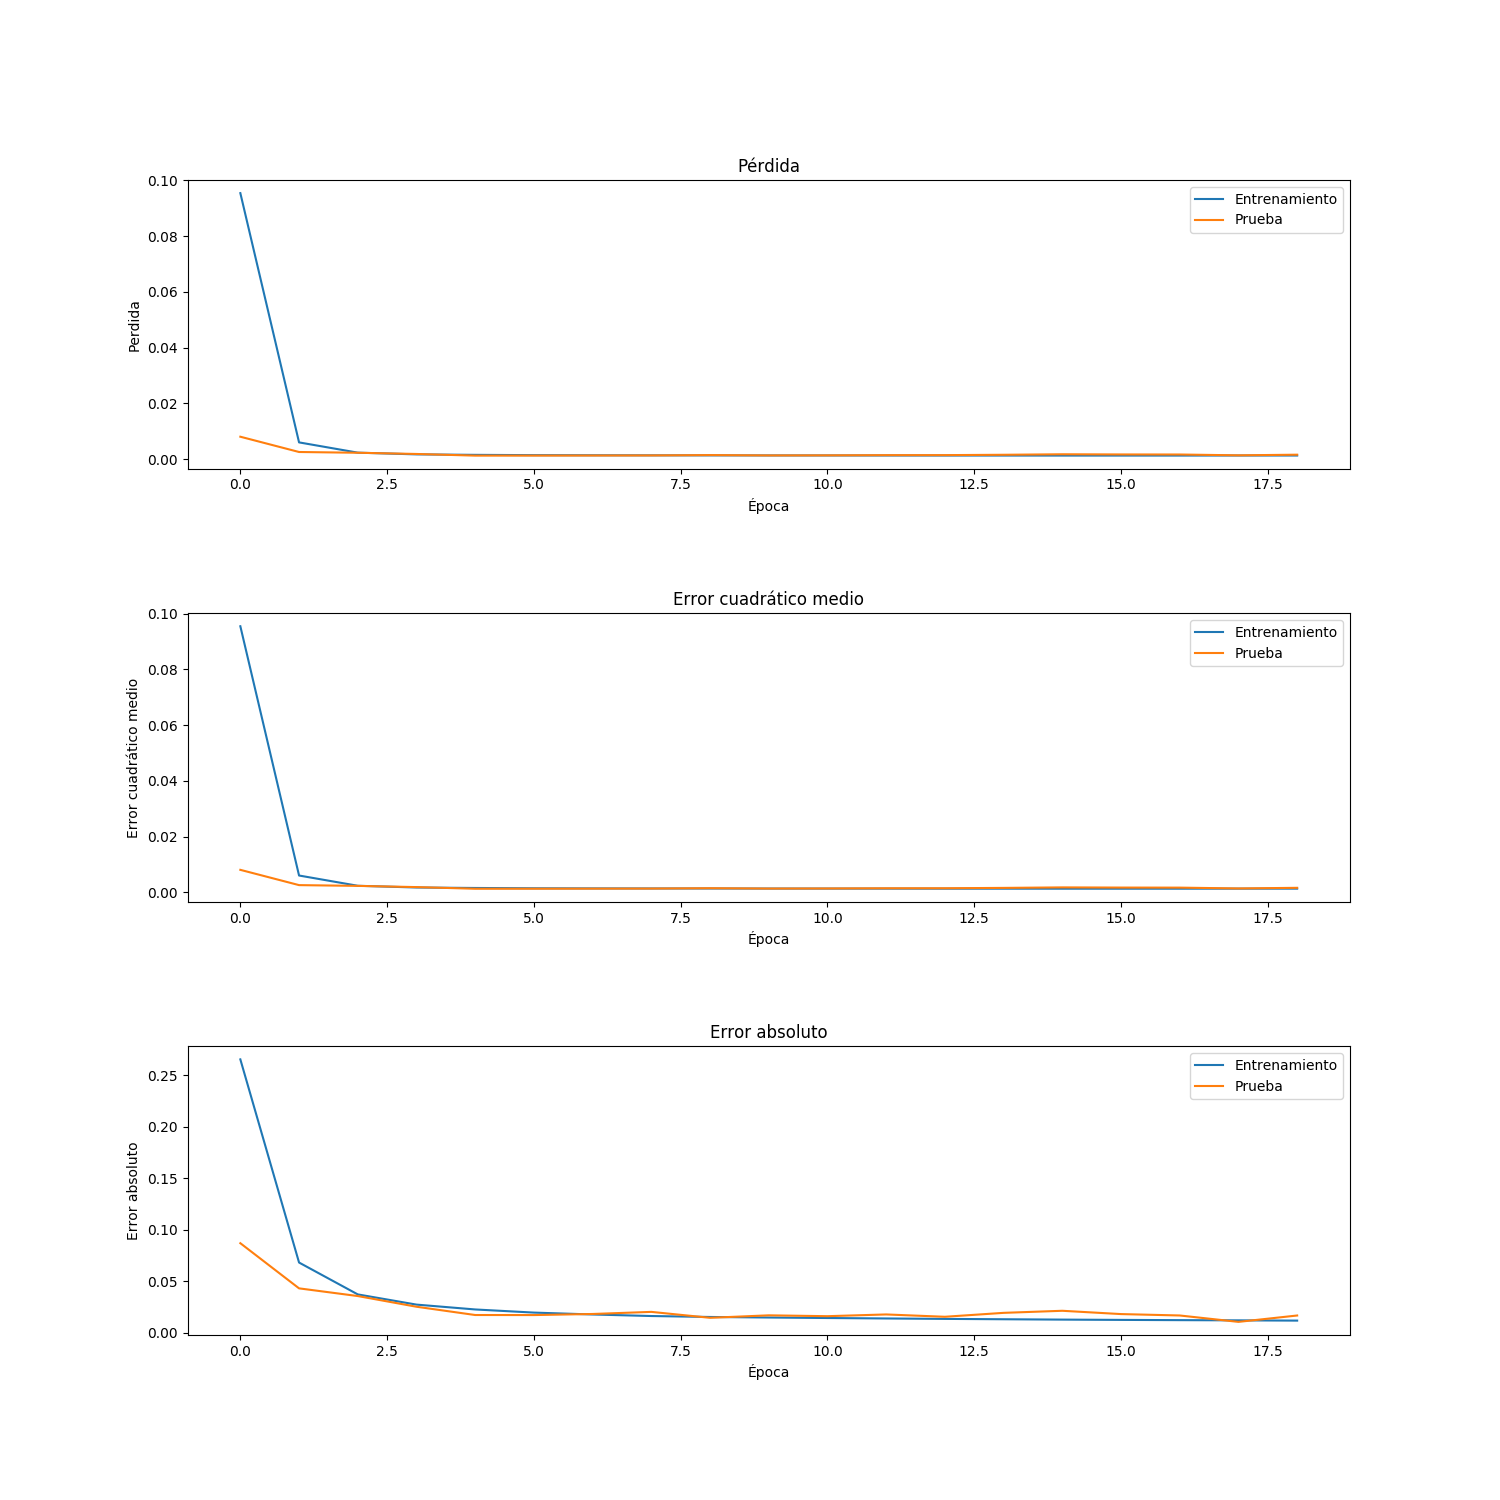 Pérdida
0.10
0.08
0.06
0.04
0.02
0.00
Perdida
Entrenamiento
Prueba
0.0 2.5 5.0 7.5 10.0 12.5 15.0 17.5
Época
Error cuadrático medio
0.10
0.08
0.06
0.04
0.02
0.00
Error cuadrático medio
Entrenamiento
Prueba
0.0 2.5 5.0 7.5 10.0 12.5 15.0 17.5
Época
Error absoluto
0.25
0.20
0.15
0.10
0.05
0.00
Error absoluto
Entrenamiento
Prueba
0.0 2.5 5.0 7.5 10.0 12.5 15.0 17.5
Época